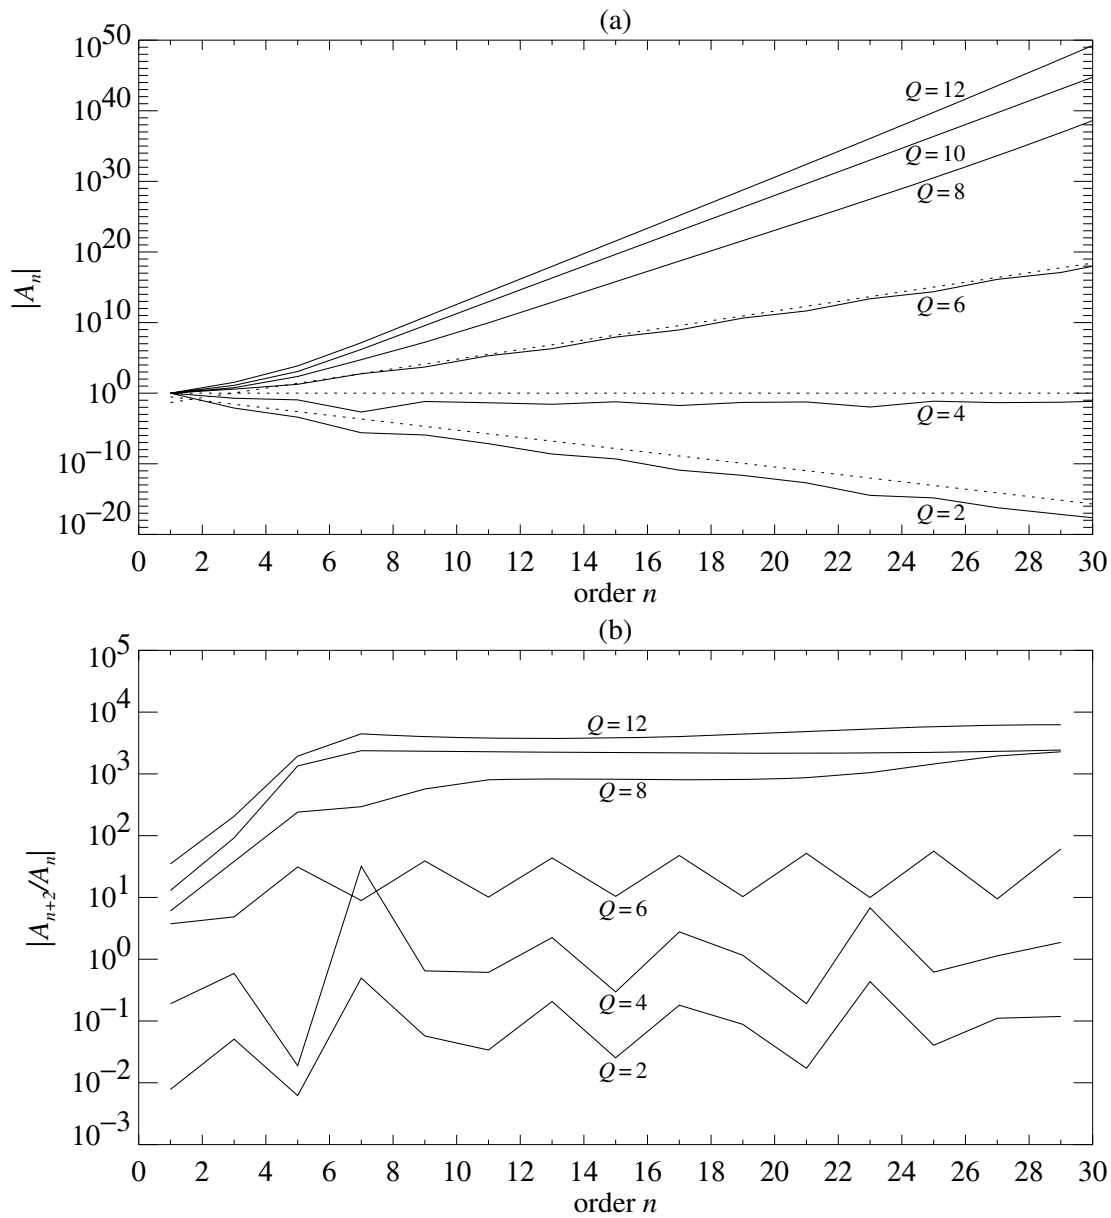 (a)
10^50
10^40
10^30
10^20
10^10
10^0
10^−10
10^−20
|A_n|
Q=12
Q=10
Q=8
Q=6
Q=4
Q=2
0 2 4 6 8 10 12 14 16 18 20 22 24 26 28 30
order n
(b)
10^5
10^4
10^3
10^2
10^1
10^0
10^−1
10^−2
10^−3
|A_{n+2}/A_n|
Q=12
Q=8
Q=6
Q=4
Q=2
0 2 4 6 8 10 12 14 16 18 20 22 24 26 28 30
order n